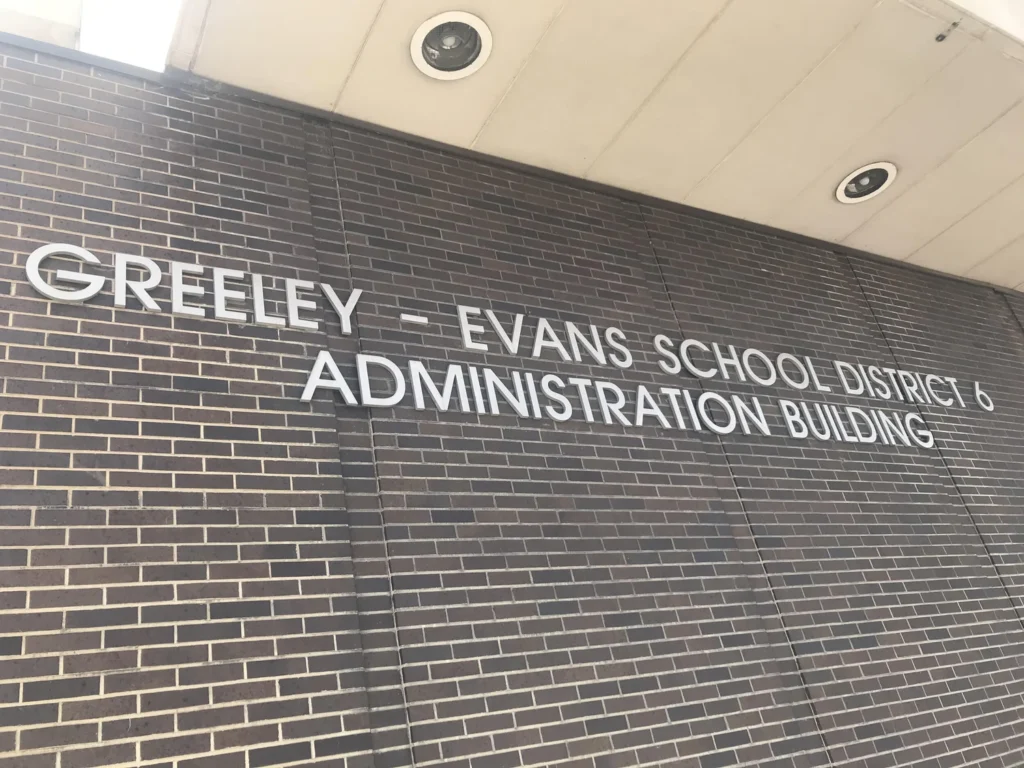 GREELEY - EVANS SCHOOL DISTRICT 6
ADMINISTRATION BUILDING